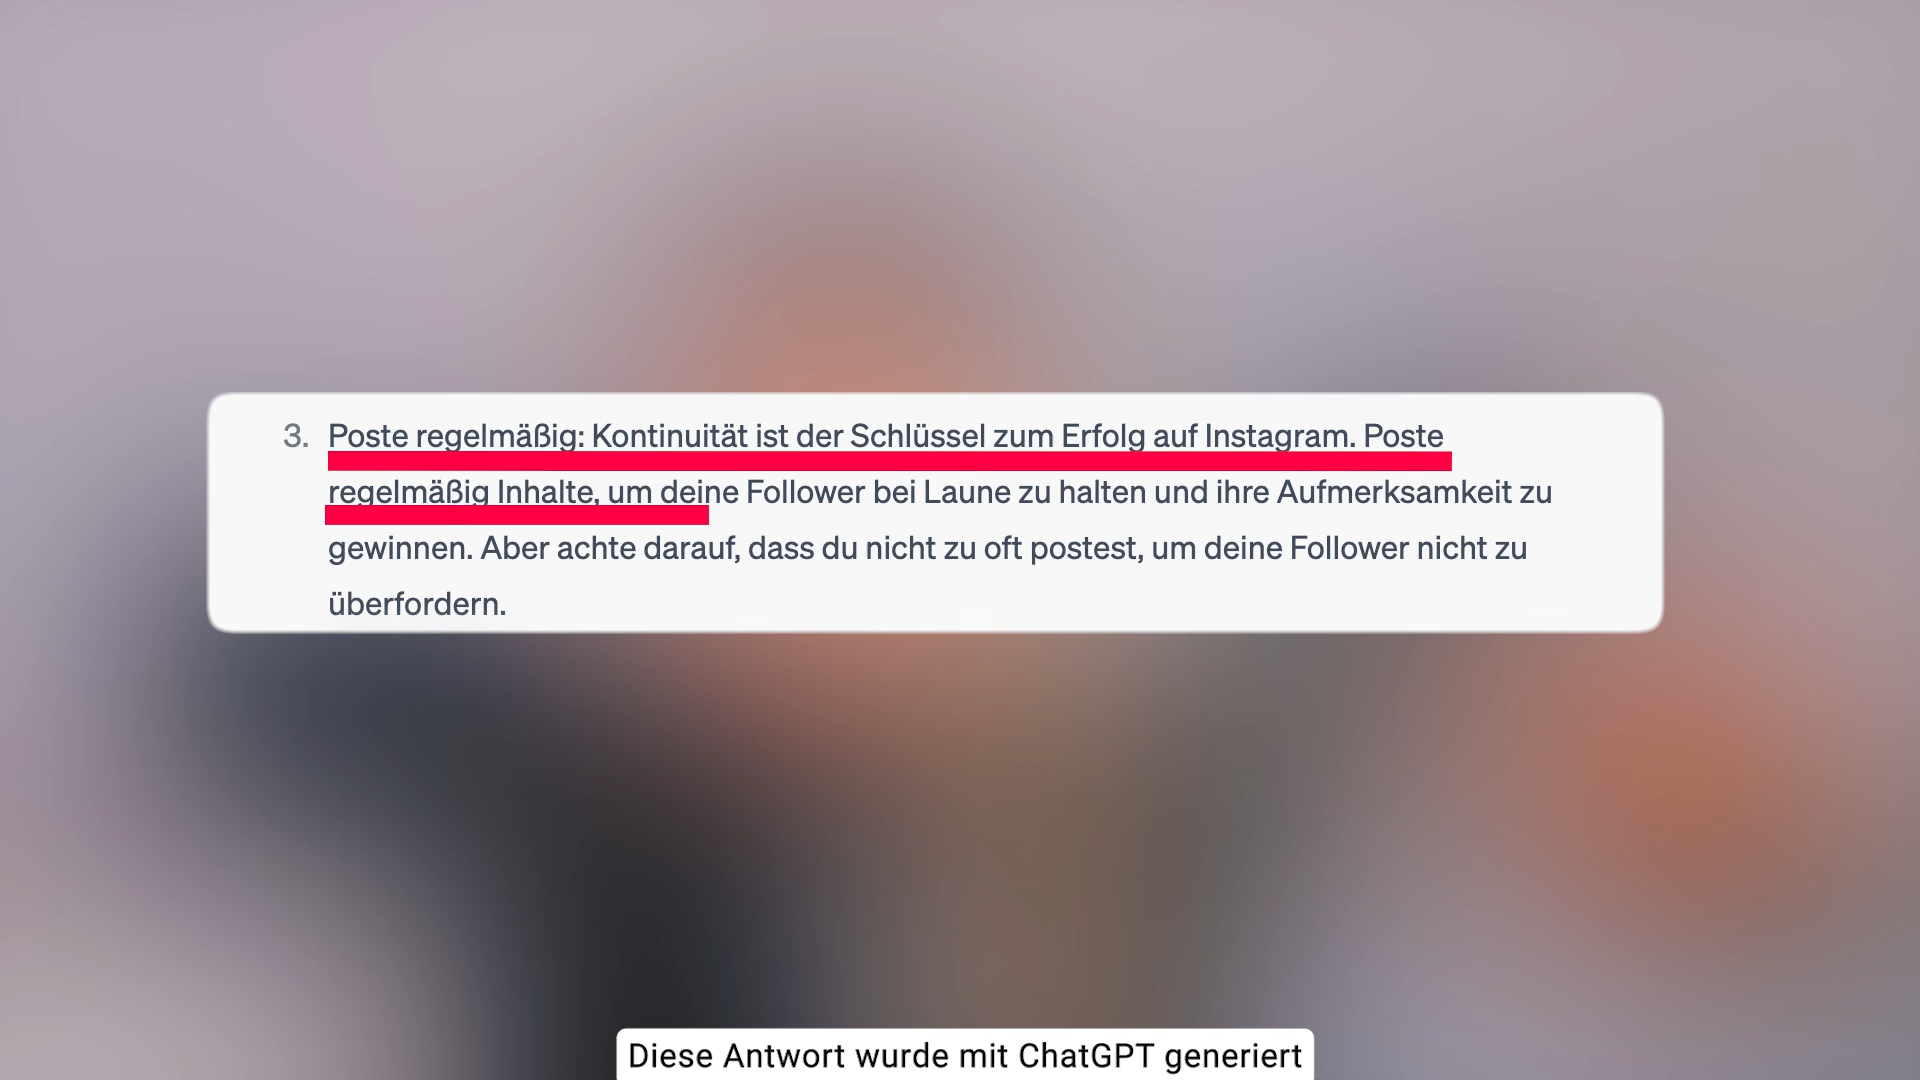 3. Poste regelmäßig: Kontinuität ist der Schlüssel zum Erfolg auf Instagram. Poste
regelmäßig Inhalte, um deine Follower bei Laune zu halten und ihre Aufmerksamkeit zu
gewinnen. Aber achte darauf, dass du nicht zu oft postest, um deine Follower nicht zu
überfordern.
Diese Antwort wurde mit ChatGPT generiert